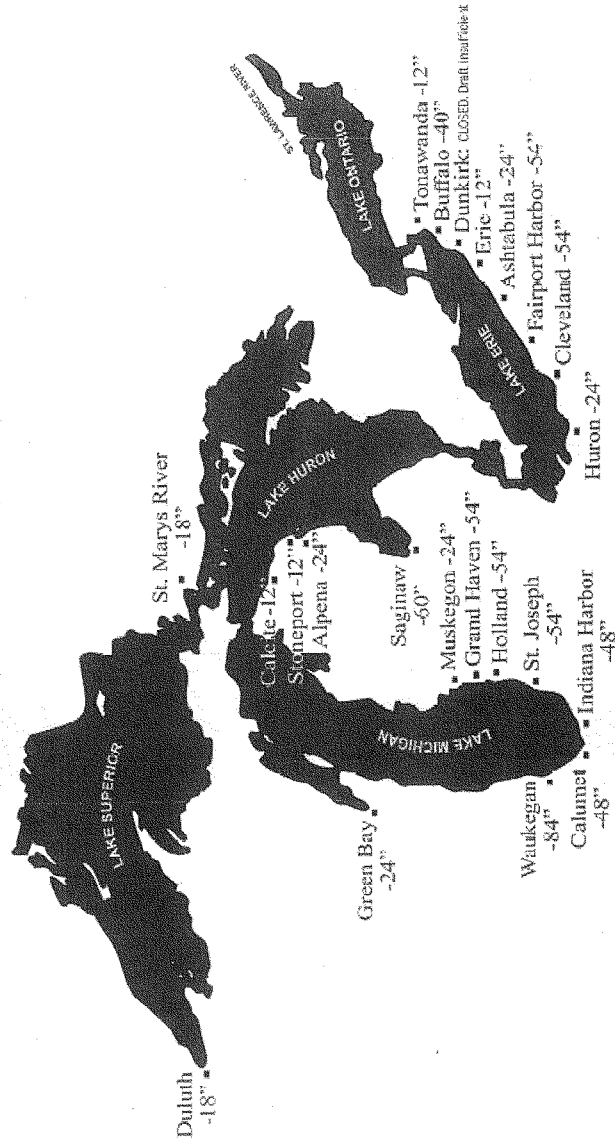 Duluth
-18"
LAKE SUPERIOR
St. Marys River
-18"
Green Bay
-24"
LAKE MICHIGAN
Waukegan
-84"
Calumet
-48"
Indiana Harbor
-48"
St. Joseph
-54"
Holland -54"
Grand Haven -54"
Muskegon -24"
Calcite -12"
Stoneport -12"
Alpena -24"
LAKE HURON
Saginaw
-60"
Huron -24"
LAKE ERIE
Cleveland -54"
Fairport Harbor -54"
Ashtabula -24"
Erie -12"
Dunkirk: CLOSED. Draft Insufficient
Buffalo -40"
Tonawanda -12"
LAKE ONTARIO
ST. LAWRENCE RIVER